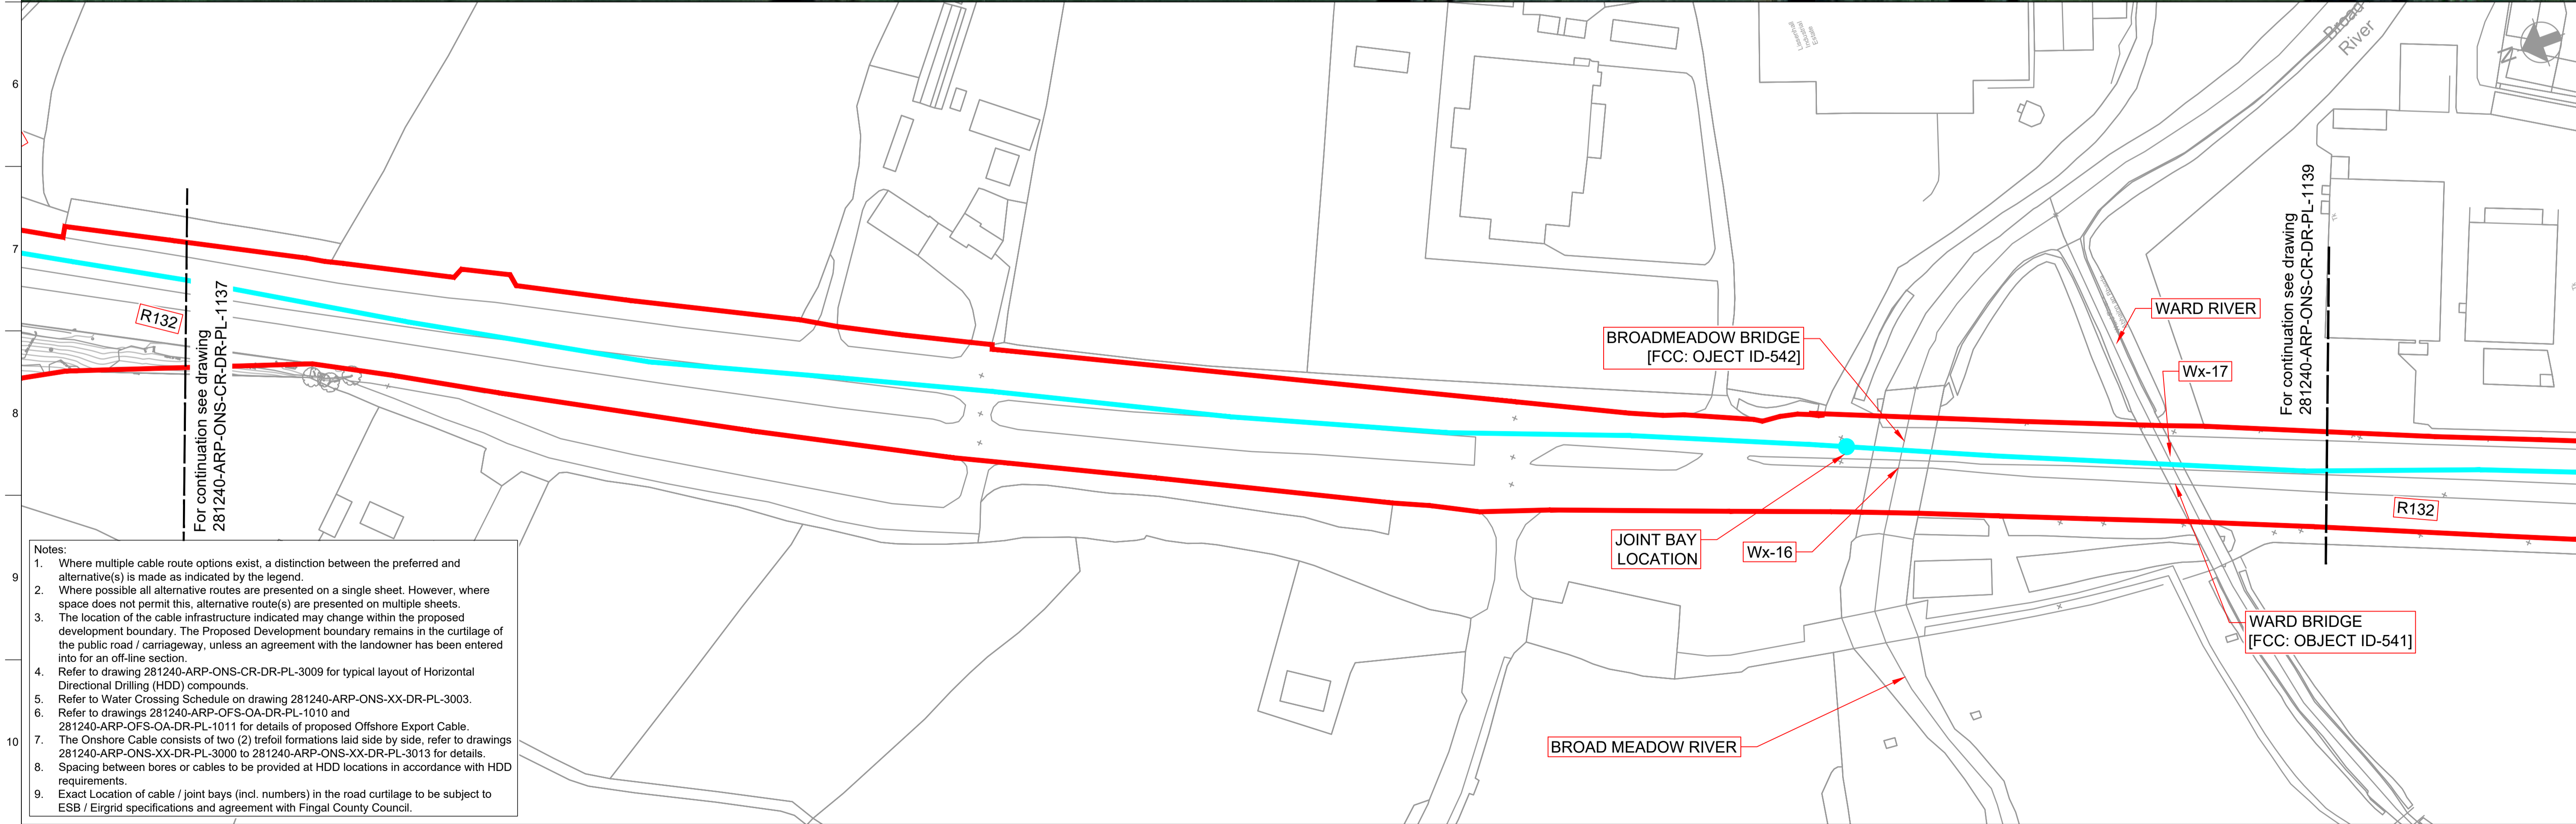 6
7
8
9
10
Broad
River
N
Lissenhall
Industrial
Estate
R132
For continuation see drawing
281240-ARP-ONS-CR-DR-PL-1137
BROADMEADOW BRIDGE
[FCC: OJECT ID-542]
WARD RIVER
Wx-17
For continuation see drawing
281240-ARP-ONS-CR-DR-PL-1139
R132
JOINT BAY
LOCATION
Wx-16
WARD BRIDGE
[FCC: OBJECT ID-541]
BROAD MEADOW RIVER
Notes:
1. Where multiple cable route options exist, a distinction between the preferred and
alternative(s) is made as indicated by the legend.
2. Where possible all alternative routes are presented on a single sheet. However, where
space does not permit this, alternative route(s) are presented on multiple sheets.
3. The location of the cable infrastructure indicated may change within the proposed
development boundary. The Proposed Development boundary remains in the curtilage of
the public road / carriageway, unless an agreement with the landowner has been entered
into for an off-line section.
4. Refer to drawing 281240-ARP-ONS-CR-DR-PL-3009 for typical layout of Horizontal
Directional Drilling (HDD) compounds.
5. Refer to Water Crossing Schedule on drawing 281240-ARP-ONS-XX-DR-PL-3003.
6. Refer to drawings 281240-ARP-OFS-OA-DR-PL-1010 and
281240-ARP-OFS-OA-DR-PL-1011 for details of proposed Offshore Export Cable.
7. The Onshore Cable consists of two (2) trefoil formations laid side by side, refer to drawings
281240-ARP-ONS-XX-DR-PL-3000 to 281240-ARP-ONS-XX-DR-PL-3013 for details.
8. Spacing between bores or cables to be provided at HDD locations in accordance with HDD
requirements.
9. Exact Location of cable / joint bays (incl. numbers) in the road curtilage to be subject to
ESB / Eirgrid specifications and agreement with Fingal County Council.